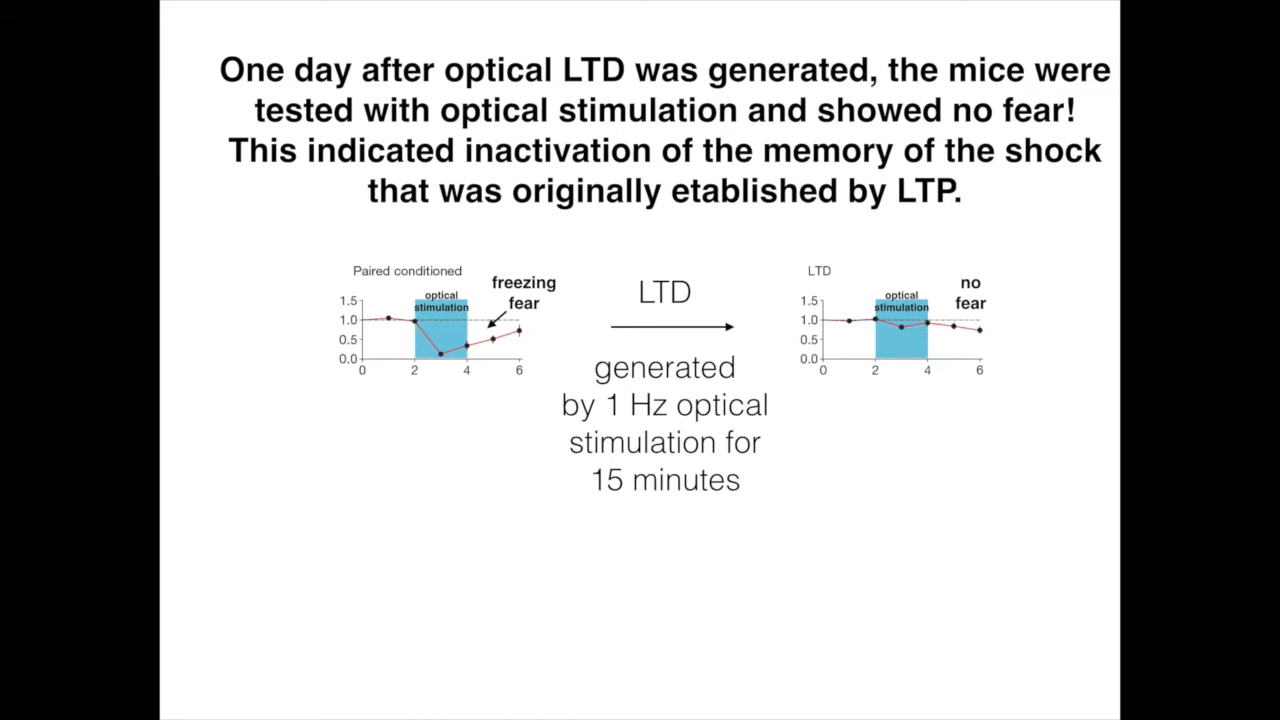 One day after optical LTD was generated, the mice were
tested with optical stimulation and showed no fear!
This indicated inactivation of the memory of the shock
that was originally etablished by LTP.
Paired conditioned
freezing
fear
optical
stimulation
1.5
1.0
0.5
0.0
0 2 4 6
LTD
generated
by 1 Hz optical
stimulation for
15 minutes
LTD
no
fear
optical
stimulation
1.5
1.0
0.5
0.0
0 2 4 6